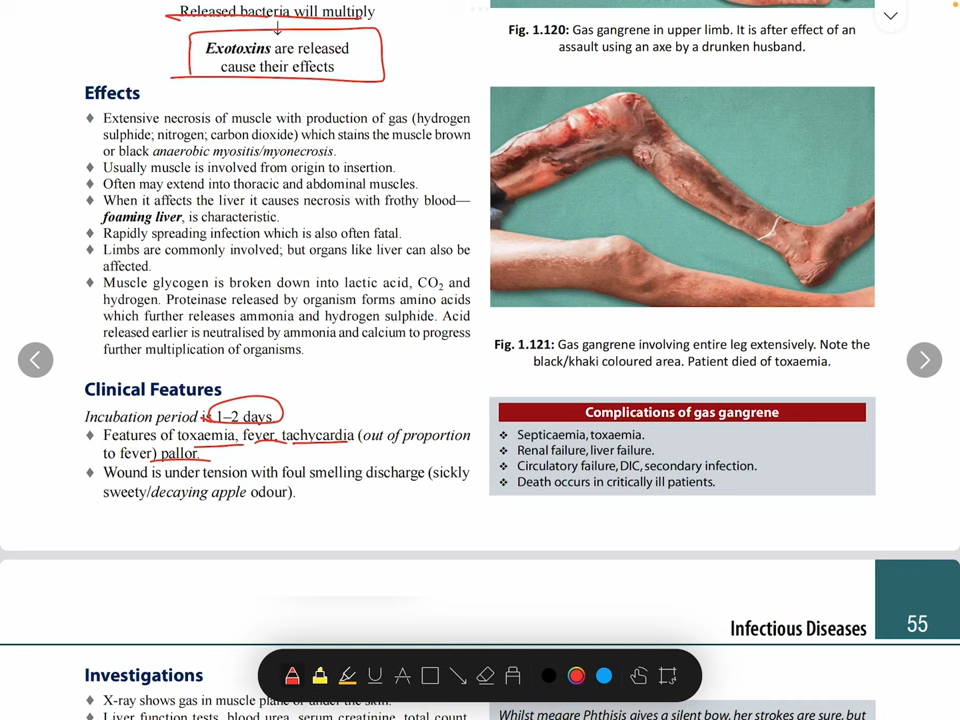 Released bacteria will multiply
↓
Exotoxins are released
cause their effects
Effects
♦ Extensive necrosis of muscle with production of gas (hydrogen
sulphide; nitrogen; carbon dioxide) which stains the muscle brown
or black anaerobic myositis/myonecrosis.
♦ Usually muscle is involved from origin to insertion.
♦ Often may extend into thoracic and abdominal muscles.
♦ When it affects the liver it causes necrosis with frothy blood—
foaming liver, is characteristic.
♦ Rapidly spreading infection which is also often fatal.
♦ Limbs are commonly involved; but organs like liver can also be
affected.
♦ Muscle glycogen is broken down into lactic acid, CO₂ and
hydrogen. Proteinase released by organism forms amino acids
which further releases ammonia and hydrogen sulphide. Acid
released earlier is neutralised by ammonia and calcium to progress
further multiplication of organisms.
Clinical Features
Incubation period is 1–2 days.
♦ Features of toxaemia, fever, tachycardia (out of proportion
to fever) pallor.
♦ Wound is under tension with foul smelling discharge (sickly
sweety/decaying apple odour).
Fig. 1.120: Gas gangrene in upper limb. It is after effect of an
assault using an axe by a drunken husband.
Fig. 1.121: Gas gangrene involving entire leg extensively. Note the
black/khaki coloured area. Patient died of toxaemia.
Complications of gas gangrene
❖ Septicaemia, toxaemia.
❖ Renal failure, liver failure.
❖ Circulatory failure, DIC, secondary infection.
❖ Death occurs in critically ill patients.
Infectious Diseases 55
Investigations
♦ X-ray shows gas in muscle plane or under the skin.
♦ Liver function tests, blood urea, serum creatinine, total count,
Whilst meagre Phthisis gives a silent bow, her strokes are sure, but